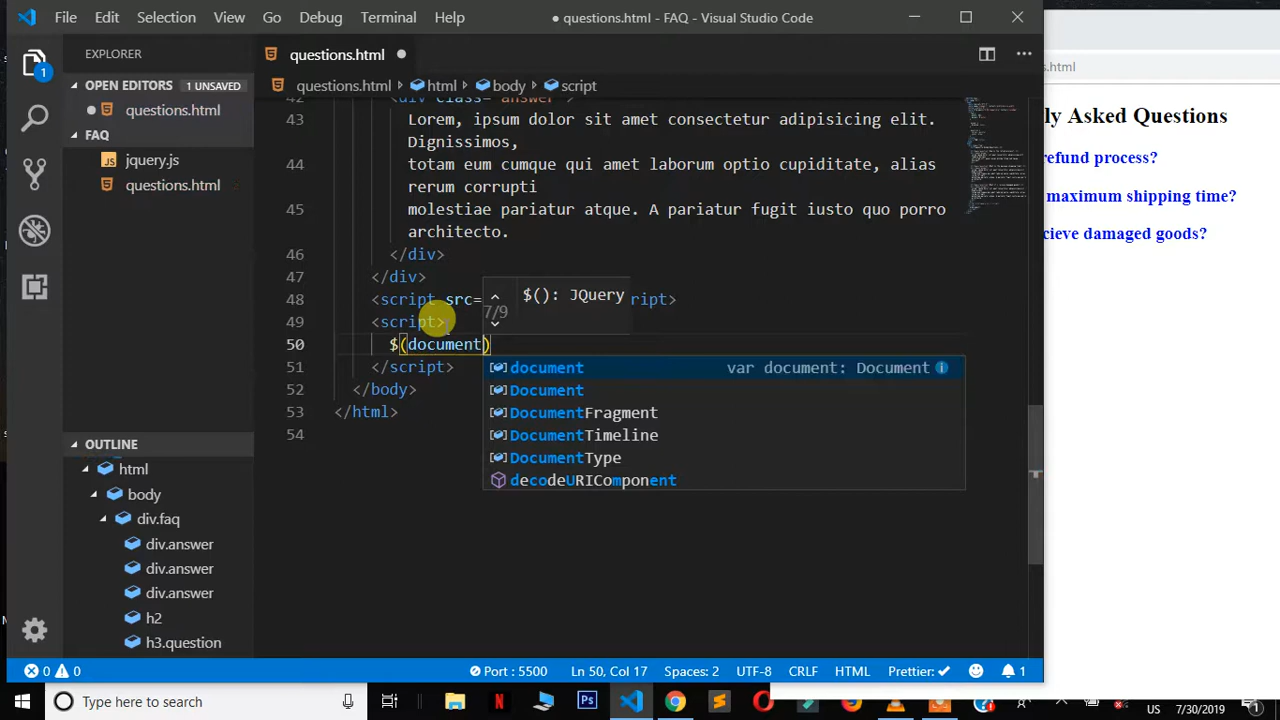 File Edit Selection View Go Debug Terminal Help
● questions.html - FAQ - Visual Studio Code
EXPLORER
OPEN EDITORS 1 UNSAVED
questions.html
FAQ
jquery.js
questions.html 2
OUTLINE
html
body
div.faq
div.answer
div.answer
div.answer
h2
h3.question
1
questions.html
questions.html > html > body > script
42 <div class="answer">
43 Lorem, ipsum dolor sit amet consectetur adipisicing elit.
Dignissimos,
44 totam eum cumque qui amet laborum optio cupiditate, alias
rerum corrupti
45 molestiae pariatur atque. A pariatur fugit iusto quo porro
architecto.
46 </div>
47 </div>
48 <script src= ript>
49 <script>
50 $(document)
51 </script>
52 </body>
53 </html>
54
7/9 $(): JQuery
document var document: Document
Document
DocumentFragment
DocumentTimeline
DocumentType
decodeURIComponent
0 0 Port : 5500 Ln 50, Col 17 Spaces: 2 UTF-8 CRLF HTML Prettier: ✓ 1
s.html
ly Asked Questions
refund process?
maximum shipping time?
cieve damaged goods?
Type here to search
US 7/30/2019 1